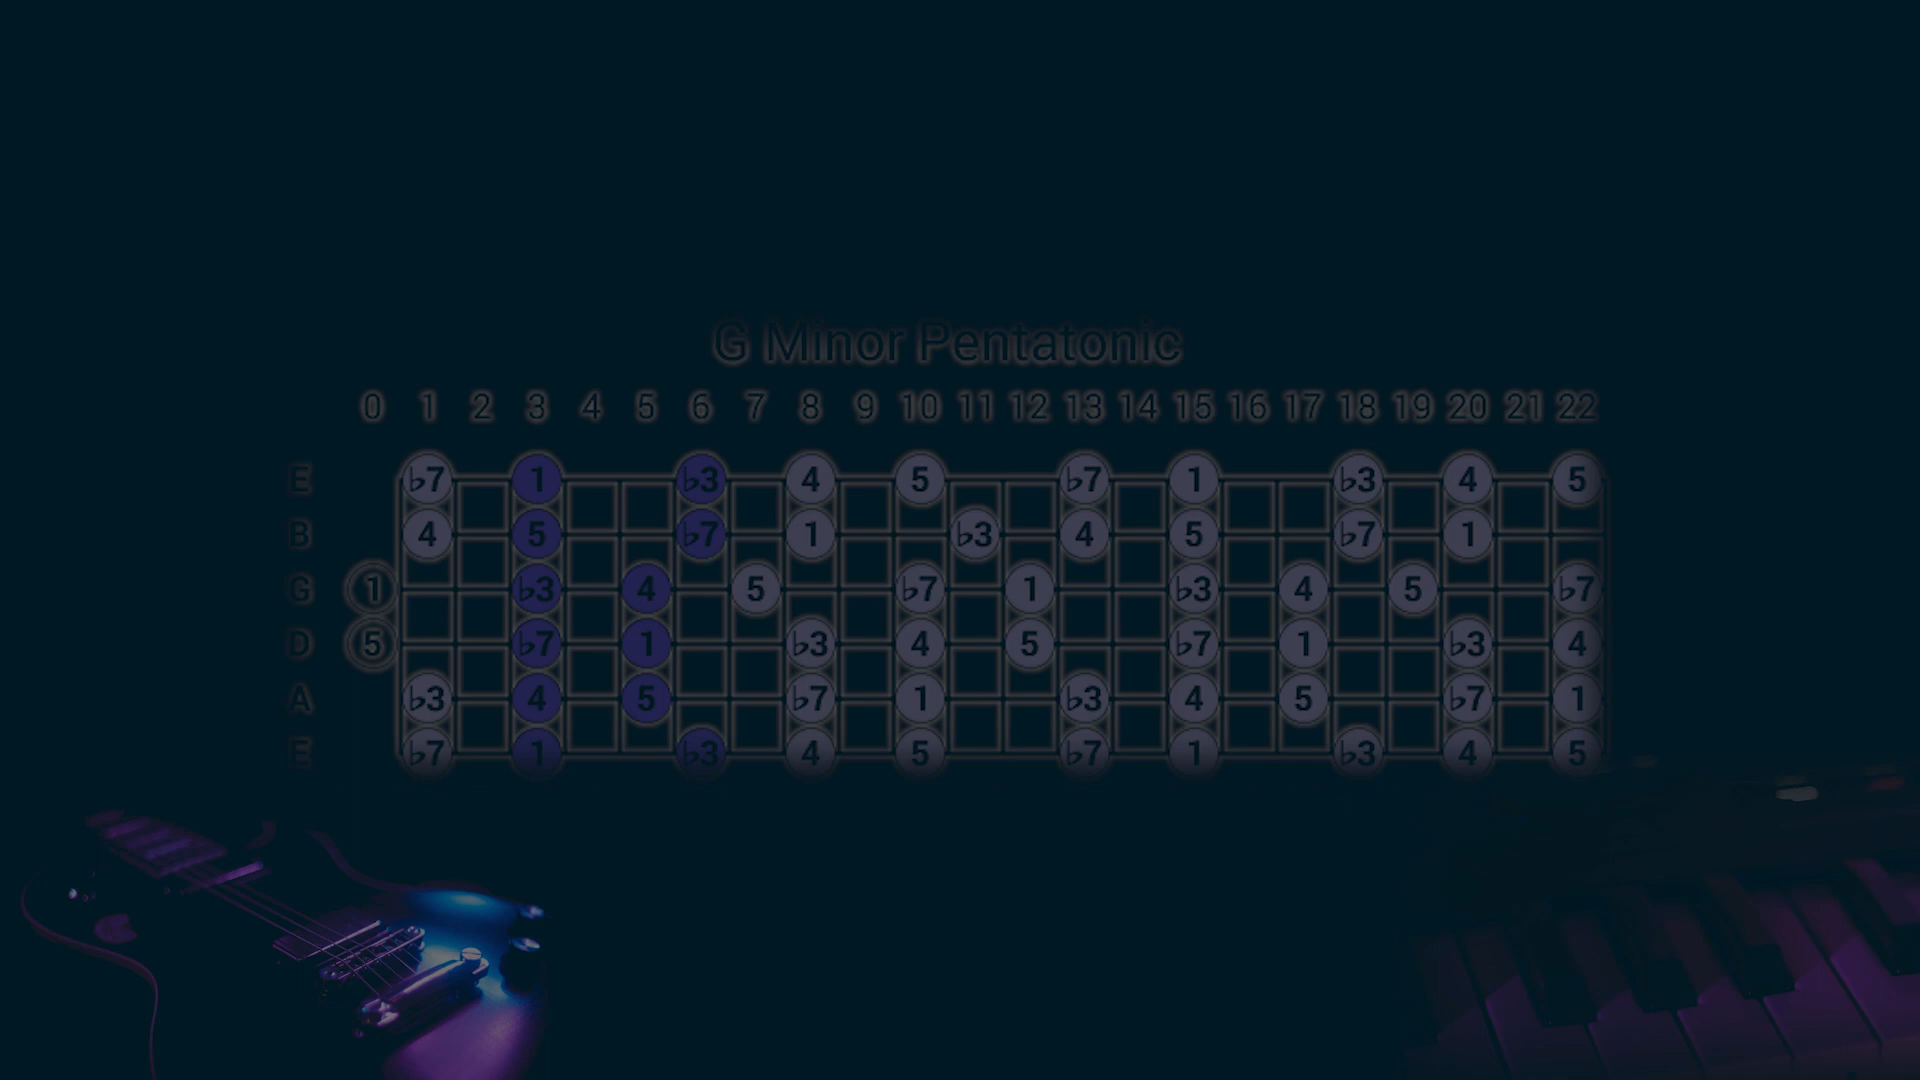 G Minor Pentatonic
0 1 2 3 4 5 6 7 8 9 10 11 12 13 14 15 16 17 18 19 20 21 22
E ♭7 1 ♭3 4 5 ♭7 1 ♭3 4 5
B 4 5 ♭7 1 ♭3 4 5 ♭7 1
G 1 ♭3 4 5 ♭7 1 ♭3 4 5 ♭7
D 5 ♭7 1 ♭3 4 5 ♭7 1 ♭3 4
A ♭3 4 5 ♭7 1 ♭3 4 5 ♭7 1
E ♭7 1 ♭3 4 5 ♭7 1 ♭3 4 5